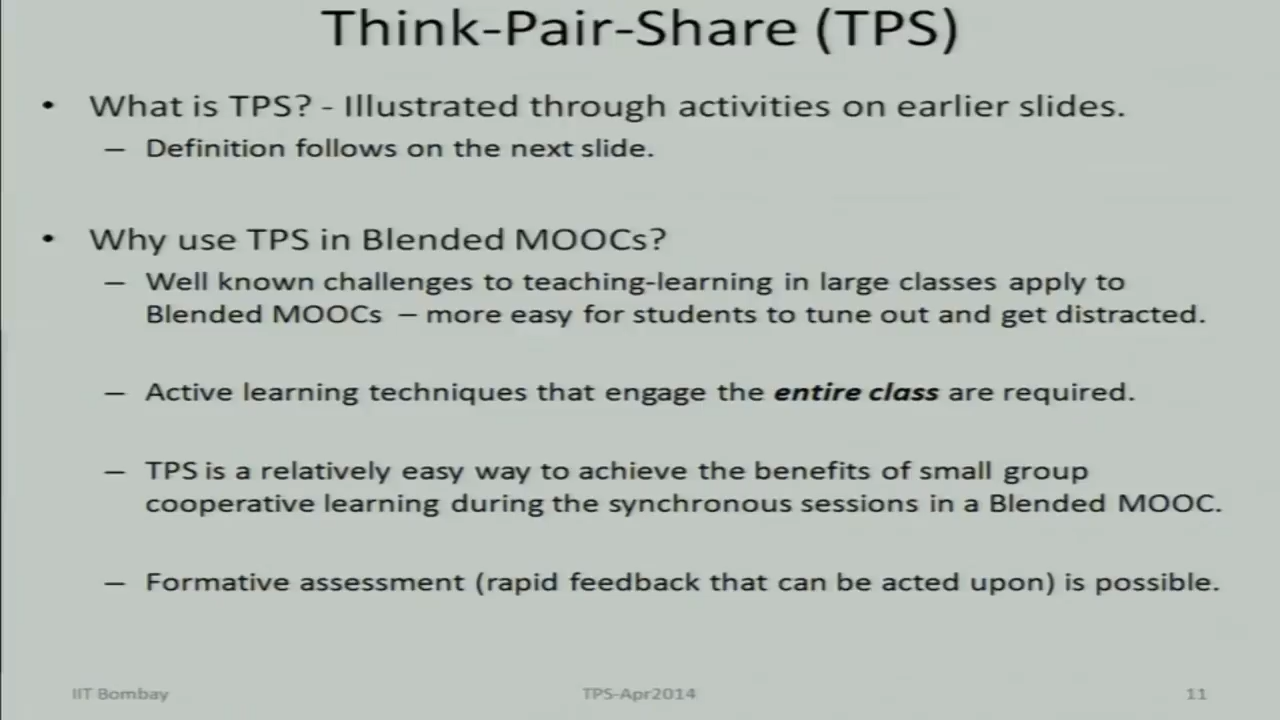 Think-Pair-Share (TPS)
• What is TPS? - Illustrated through activities on earlier slides.
– Definition follows on the next slide.
• Why use TPS in Blended MOOCs?
– Well known challenges to teaching-learning in large classes apply to
Blended MOOCs – more easy for students to tune out and get distracted.
– Active learning techniques that engage the entire class are required.
– TPS is a relatively easy way to achieve the benefits of small group
cooperative learning during the synchronous sessions in a Blended MOOC.
– Formative assessment (rapid feedback that can be acted upon) is possible.
IIT Bombay
TPS-Apr2014
11